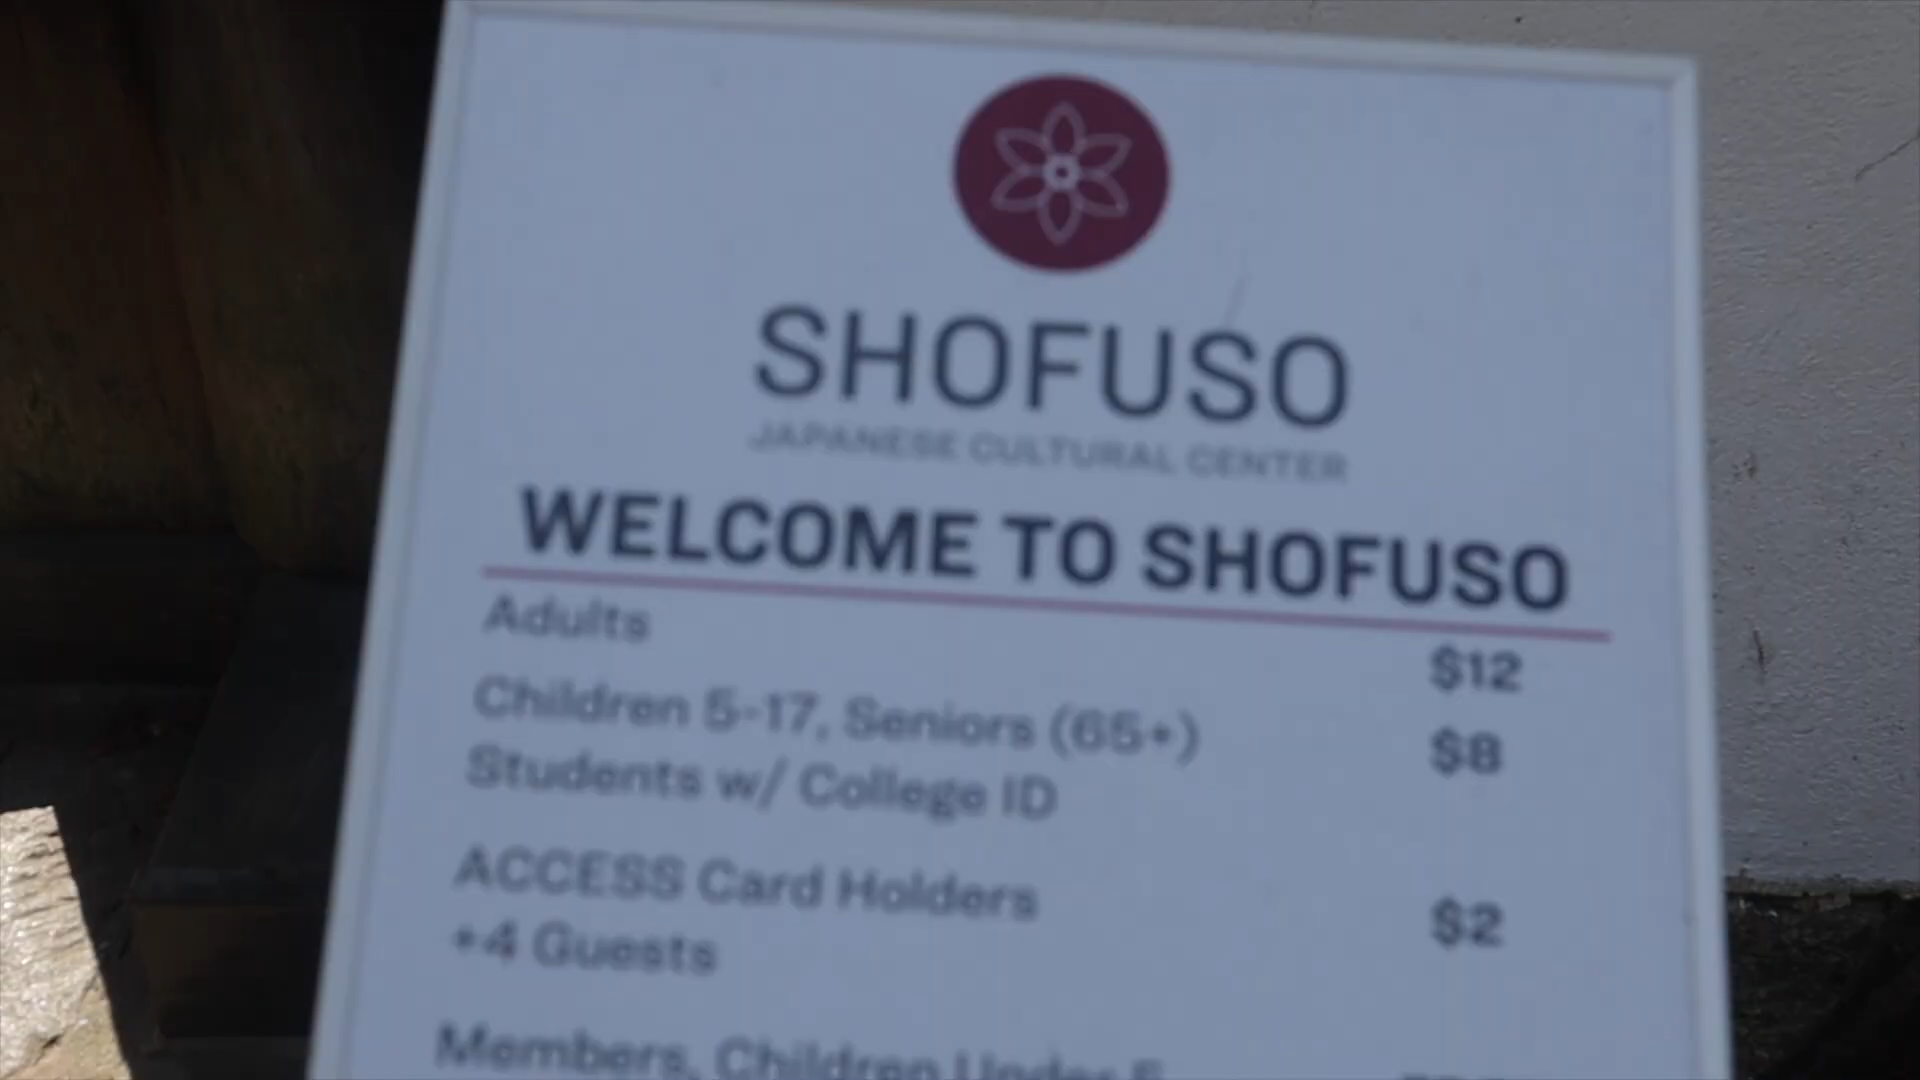 SHOFUSO
JAPANESE CULTURAL CENTER
WELCOME TO SHOFUSO
Adults $12
Children 5-17, Seniors (65+) $8
Students w/ College ID
ACCESS Card Holders $2
+4 Guests
Members, Children Under 5